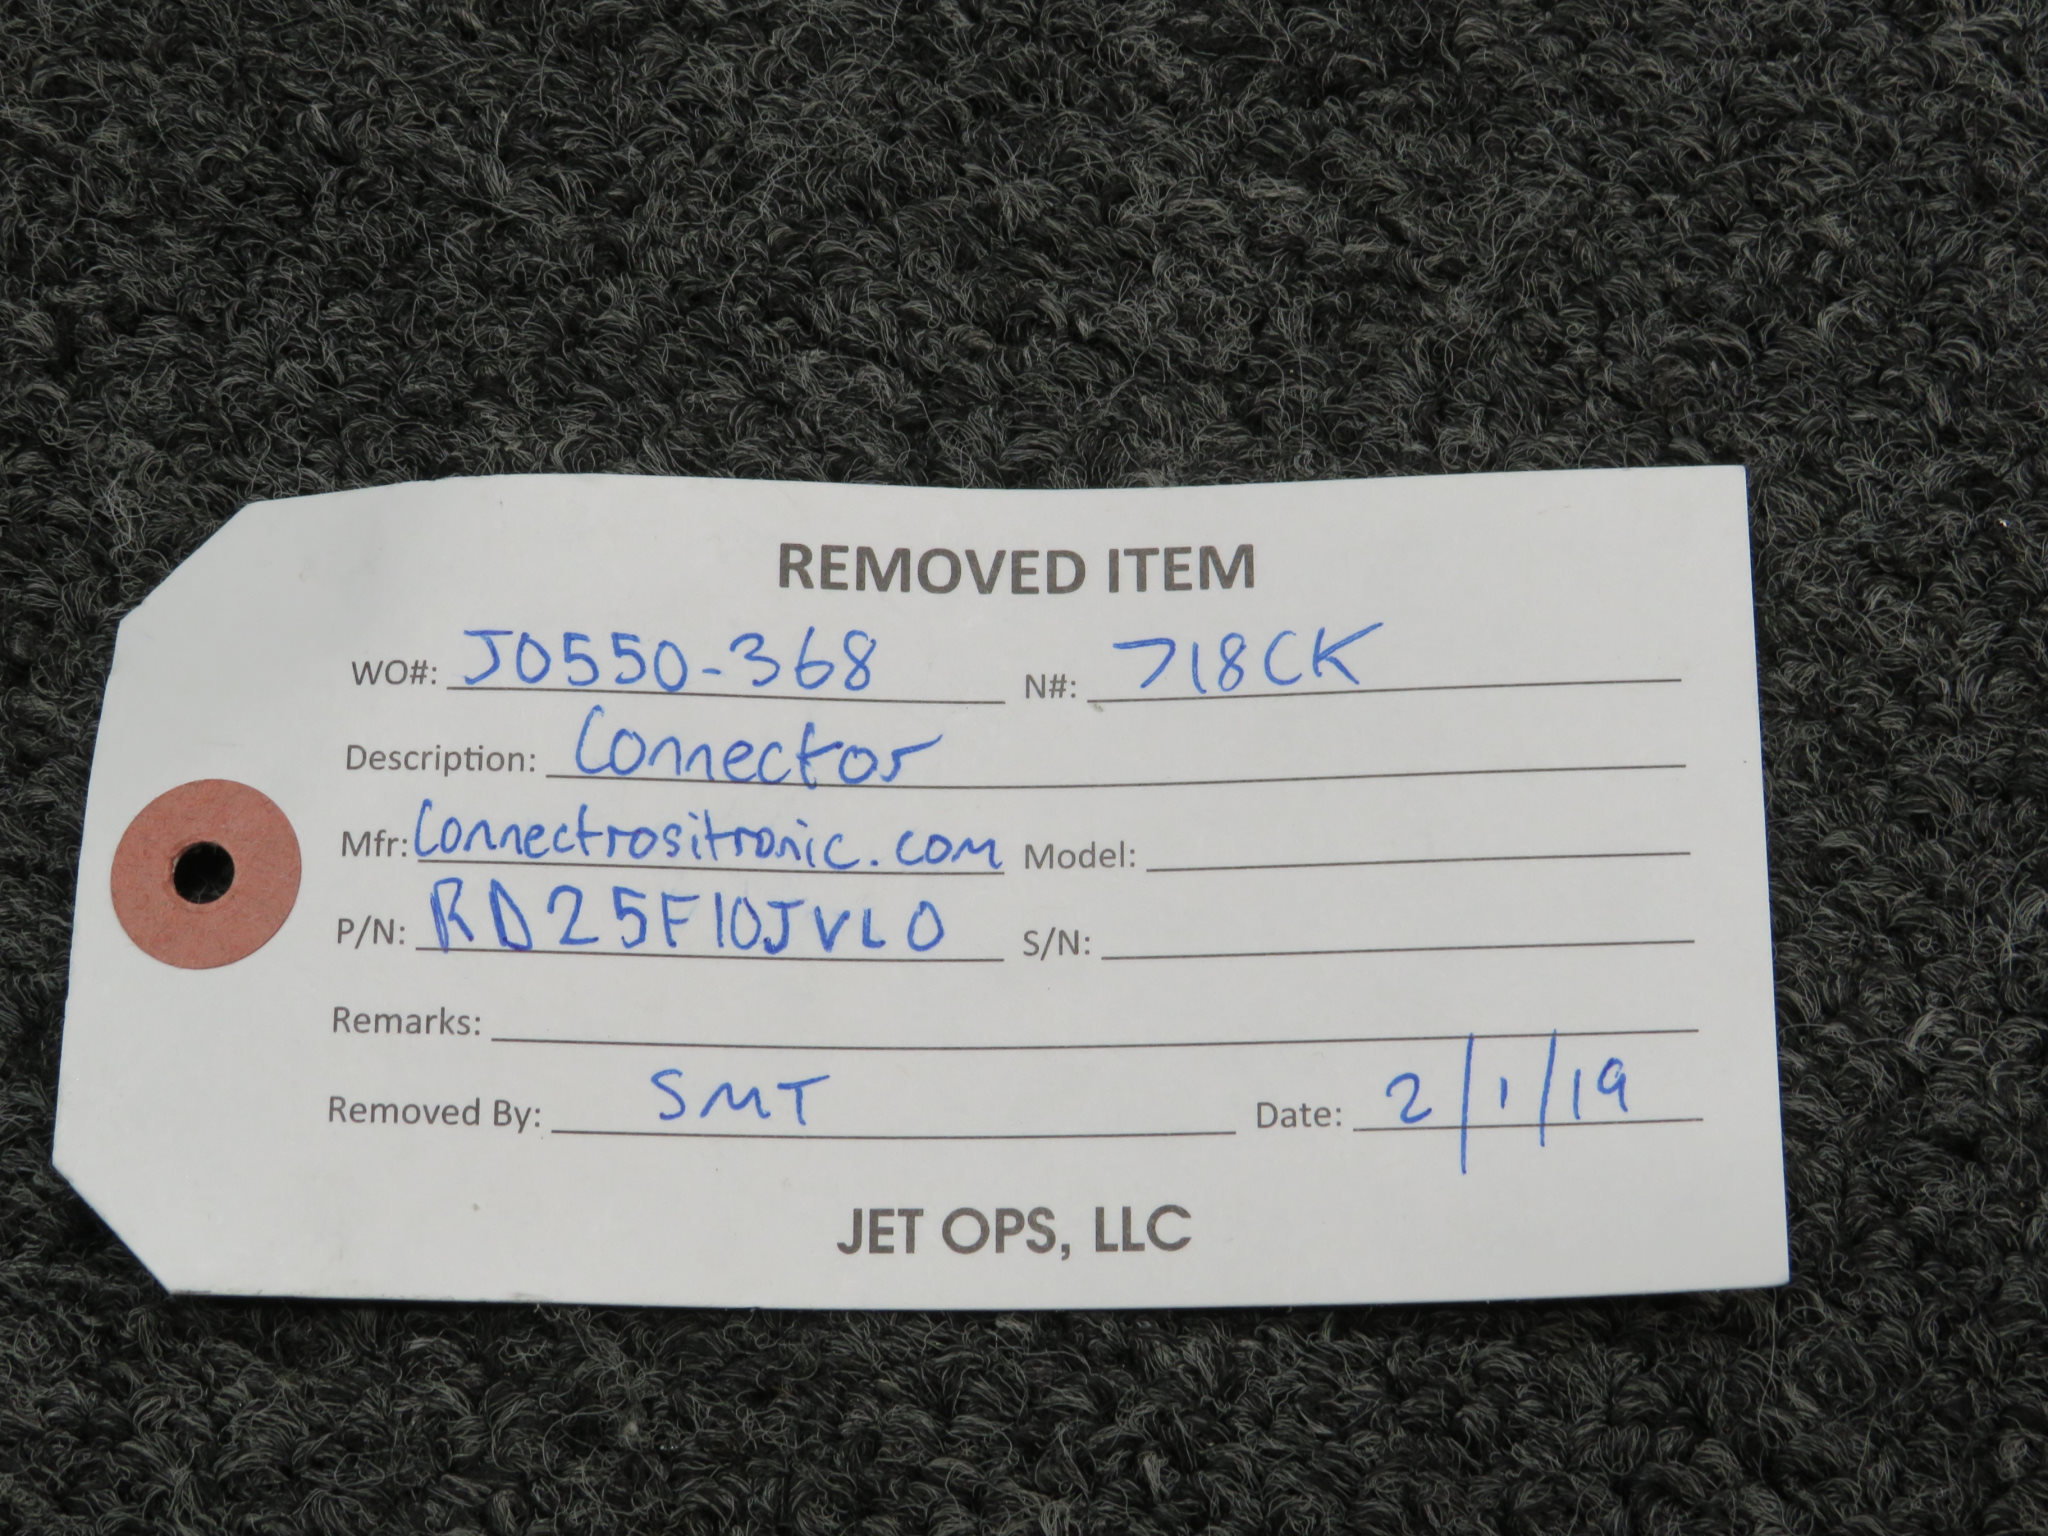 REMOVED ITEM
WO#: J0550-368 N#: 718CK
Description: Connector
Mfr: Connectrositronic.com Model:
P/N: RD25F10JVL0 S/N:
Remarks:
Removed By: SMT Date: 2/1/19
JET OPS, LLC